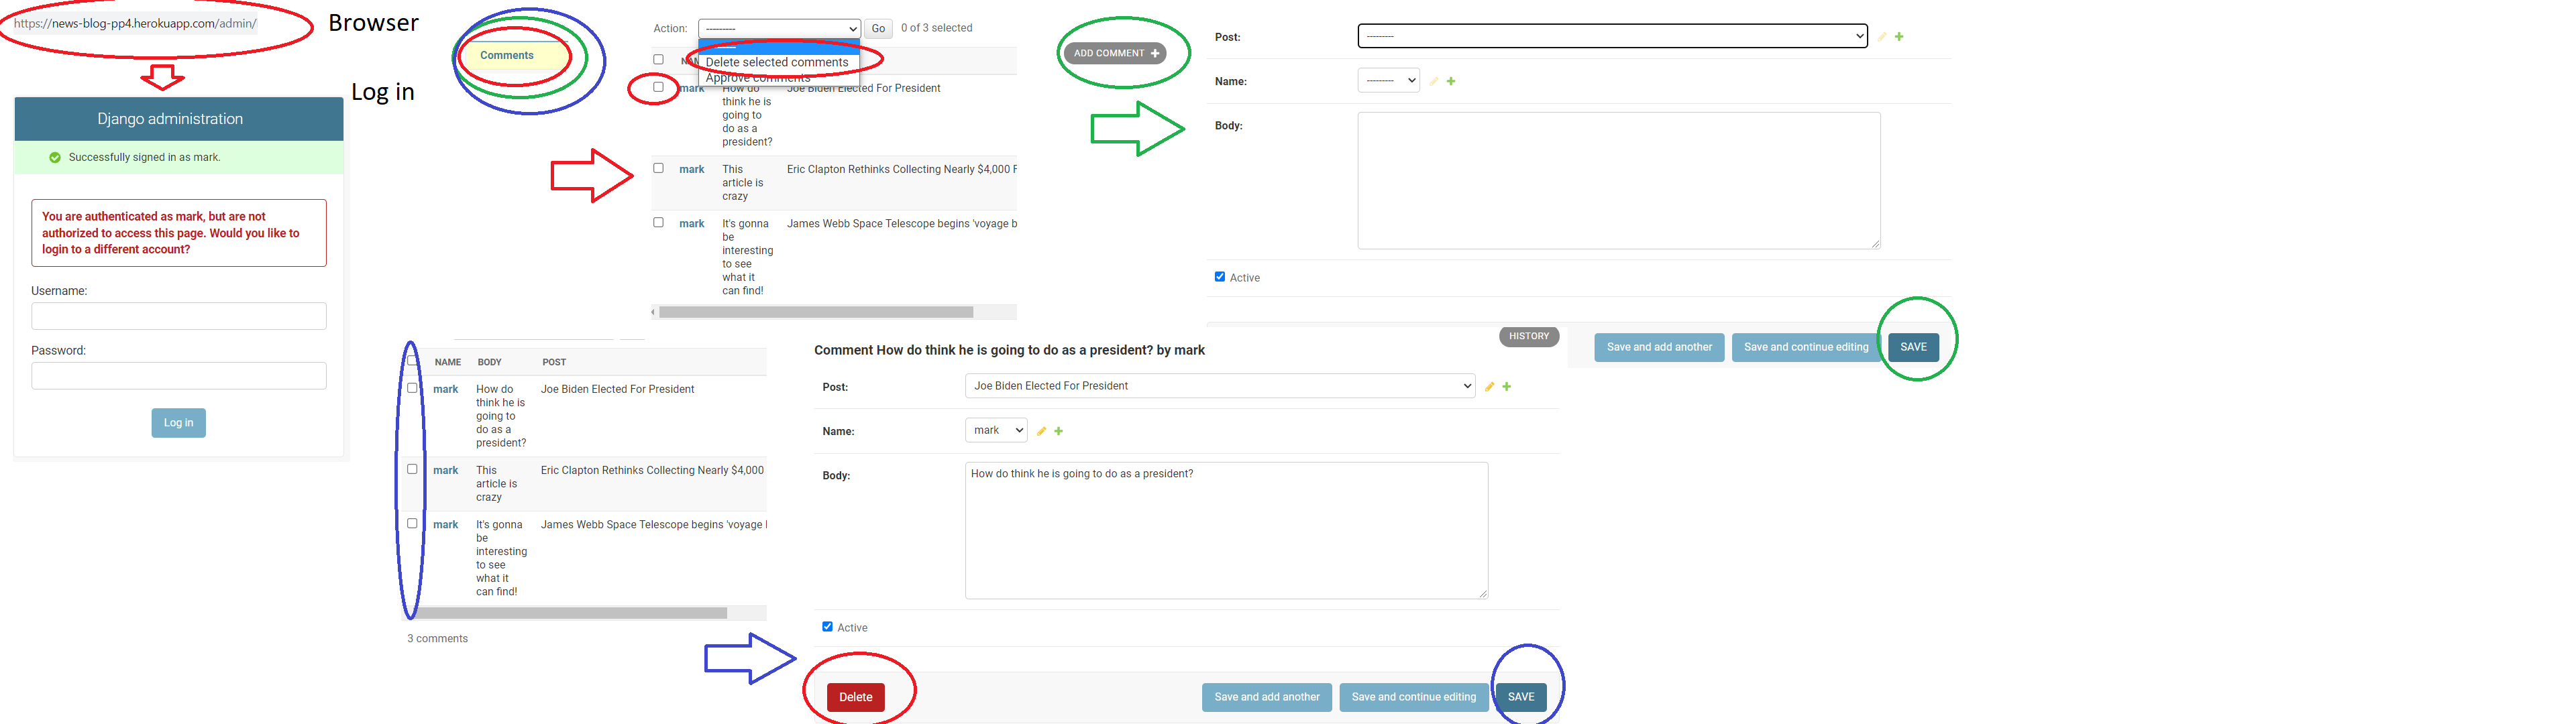 https://news-blog-pp4.herokuapp.com/admin/
Browser
Log in
Django administration
Successfully signed in as mark.
You are authenticated as mark, but are not
authorized to access this page. Would you like to
login to a different account?
Username:
Password:
Log in
Comments
Action:
---------
Go
0 of 3 selected
Delete selected comments
Approve comments
mark
How do
think he is
going to
do as a
president?
Joe Biden Elected For President
mark
This
article is
crazy
Eric Clapton Rethinks Collecting Nearly $4,000 F
mark
It's gonna
be
interesting
to see
what it
can find!
James Webb Space Telescope begins 'voyage b
ADD COMMENT +
Post:
---------
Name:
---------
Body:
Active
Save and add another
Save and continue editing
SAVE
NAME BODY POST
mark
How do
think he is
going to
do as a
president?
Joe Biden Elected For President
mark
This
article is
crazy
Eric Clapton Rethinks Collecting Nearly $4,000
mark
It's gonna
be
interesting
to see
what it
can find!
James Webb Space Telescope begins 'voyage
3 comments
HISTORY
Comment How do think he is going to do as a president? by mark
Post:
Joe Biden Elected For President
Name:
mark
Body:
How do think he is going to do as a president?
Active
Delete
Save and add another
Save and continue editing
SAVE